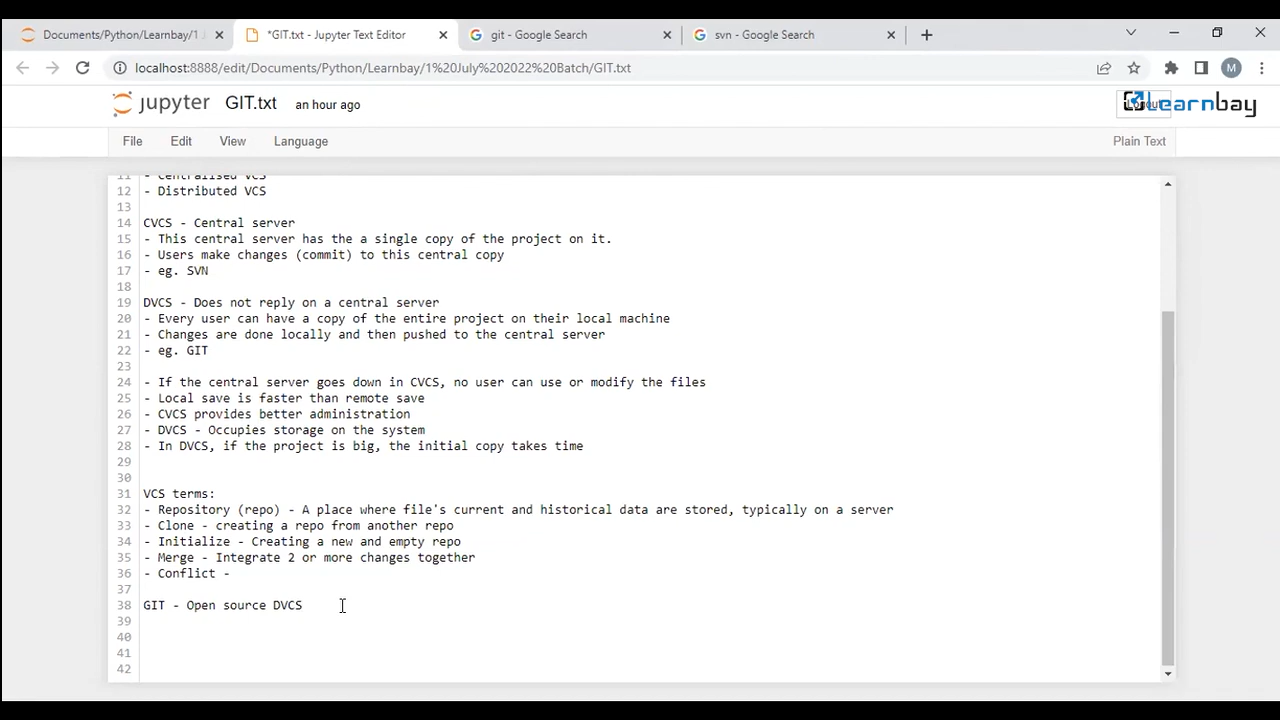 Documents/Python/Learnbay/1
*GIT.txt - Jupyter Text Editor
git - Google Search
svn - Google Search
localhost:8888/edit/Documents/Python/Learnbay/1%20July%202022%20Batch/GIT.txt
M
jupyter GIT.txt an hour ago
Learnbay
File Edit View Language Plain Text
11 - Centralised VCS
12 - Distributed VCS
13
14 CVCS - Central server
15 - This central server has the a single copy of the project on it.
16 - Users make changes (commit) to this central copy
17 - eg. SVN
18
19 DVCS - Does not reply on a central server
20 - Every user can have a copy of the entire project on their local machine
21 - Changes are done locally and then pushed to the central server
22 - eg. GIT
23
24 - If the central server goes down in CVCS, no user can use or modify the files
25 - Local save is faster than remote save
26 - CVCS provides better administration
27 - DVCS - Occupies storage on the system
28 - In DVCS, if the project is big, the initial copy takes time
29
30
31 VCS terms:
32 - Repository (repo) - A place where file's current and historical data are stored, typically on a server
33 - Clone - creating a repo from another repo
34 - Initialize - Creating a new and empty repo
35 - Merge - Integrate 2 or more changes together
36 - Conflict -
37
38 GIT - Open source DVCS
39
40
41
42